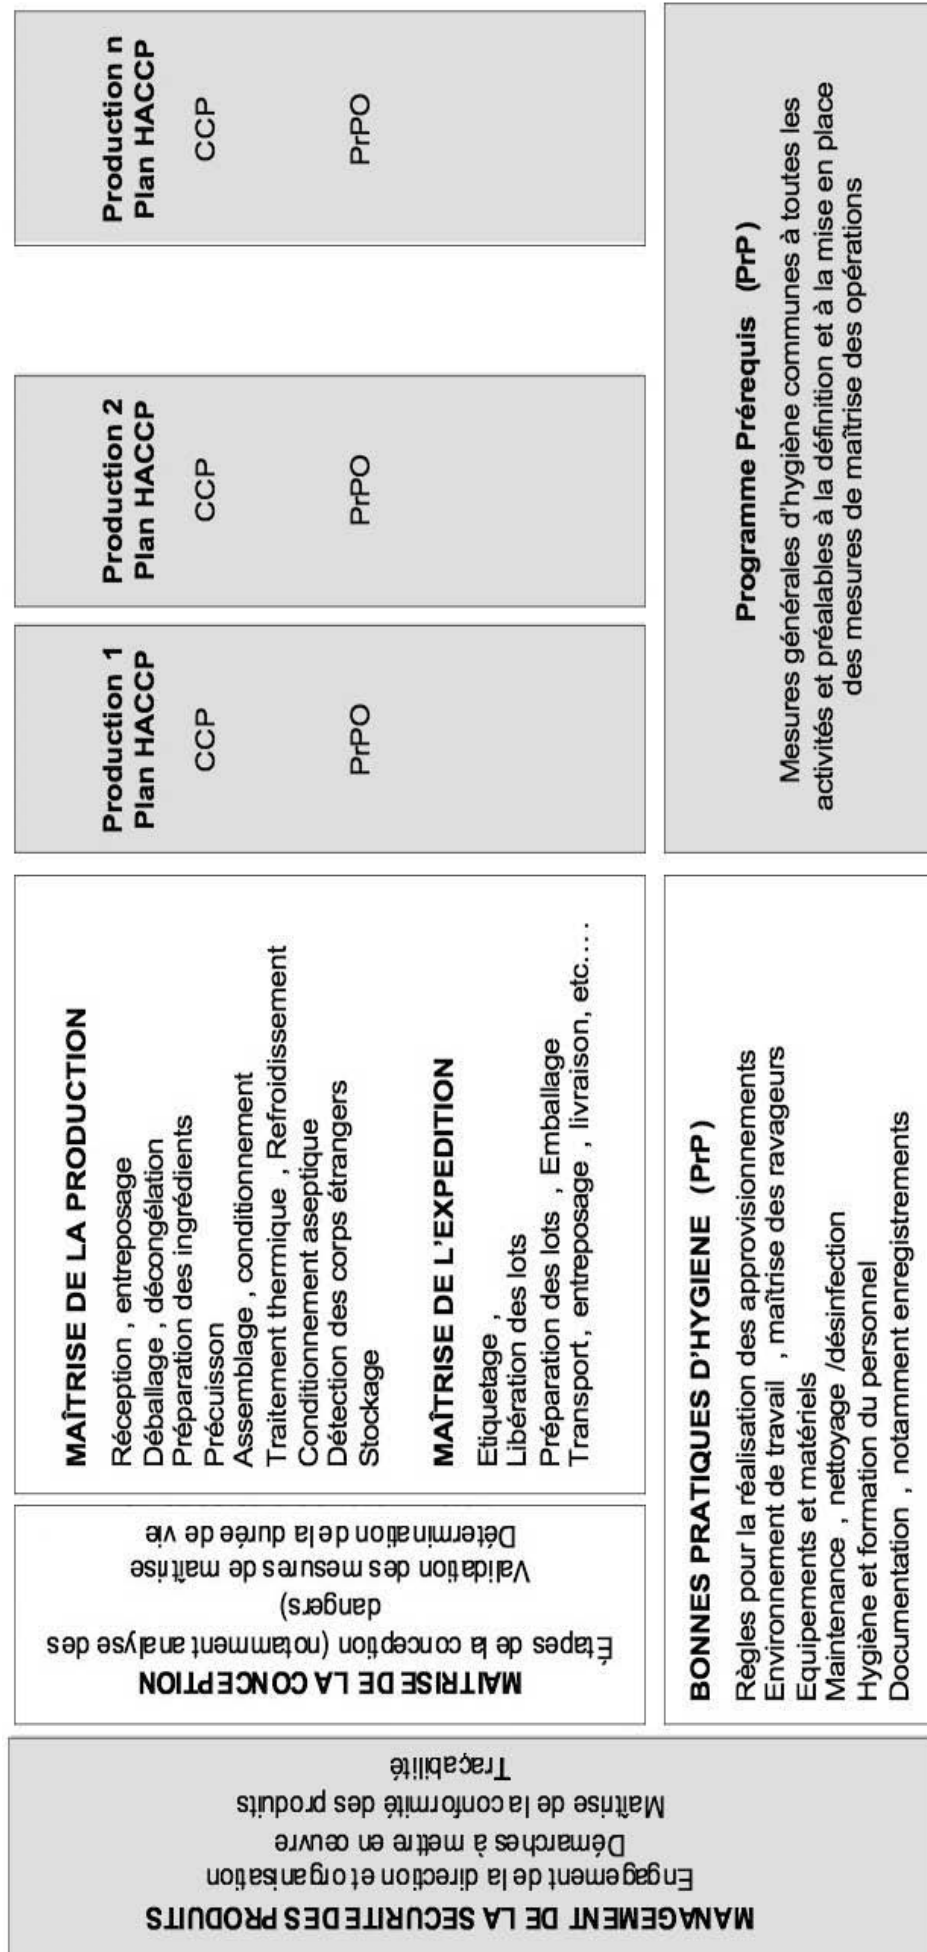 MANAGEMENT DE LA SECURITE DES PRODUITS
Engagement de la direction et organisation
Démarches à mettre en œuvre
Maîtrise de la conformité des produits
Traçabilité
MAITRISE DE LA CONCEPTION
Étapes de la conception (notamment analyse des
dangers)
Validation des mesures de maîtrise
Détermination de la durée de vie
MAÎTRISE DE LA PRODUCTION
Réception , entreposage
Déballage , décongélation
Préparation des ingrédients
Précuisson
Assemblage , conditionnement
Traitement thermique , Refroidissement
Conditionnement aseptique
Détection des corps étrangers
Stockage
MAÎTRISE DE L'EXPEDITION
Etiquetage ,
Libération des lots
Préparation des lots , Emballage
Transport, entreposage , livraison, etc....
Production 1
Plan HACCP
CCP
PrPO
Production 2
Plan HACCP
CCP
PrPO
Production n
Plan HACCP
CCP
PrPO
BONNES PRATIQUES D'HYGIENE (PrP)
Règles pour la réalisation des approvisionnements
Environnement de travail , maîtrise des ravageurs
Equipements et matériels
Maintenance , nettoyage /désinfection
Hygiène et formation du personnel
Documentation , notamment enregistrements
Programme Prérequis (PrP)
Mesures générales d'hygiène communes à toutes les
activités et préalables à la définition et à la mise en place
des mesures de maîtrise des opérations